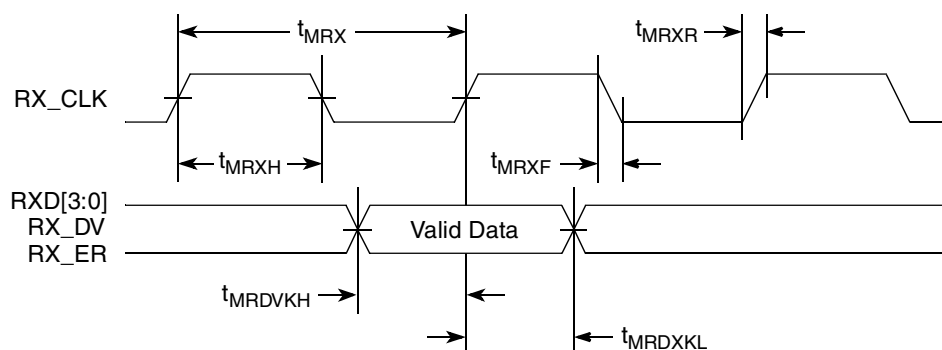 tMRX
tMRXR
RX_CLK
tMRXH
tMRXF
RXD[3:0]
RX_DV
RX_ER
Valid Data
tMRDVKH
tMRDXKL